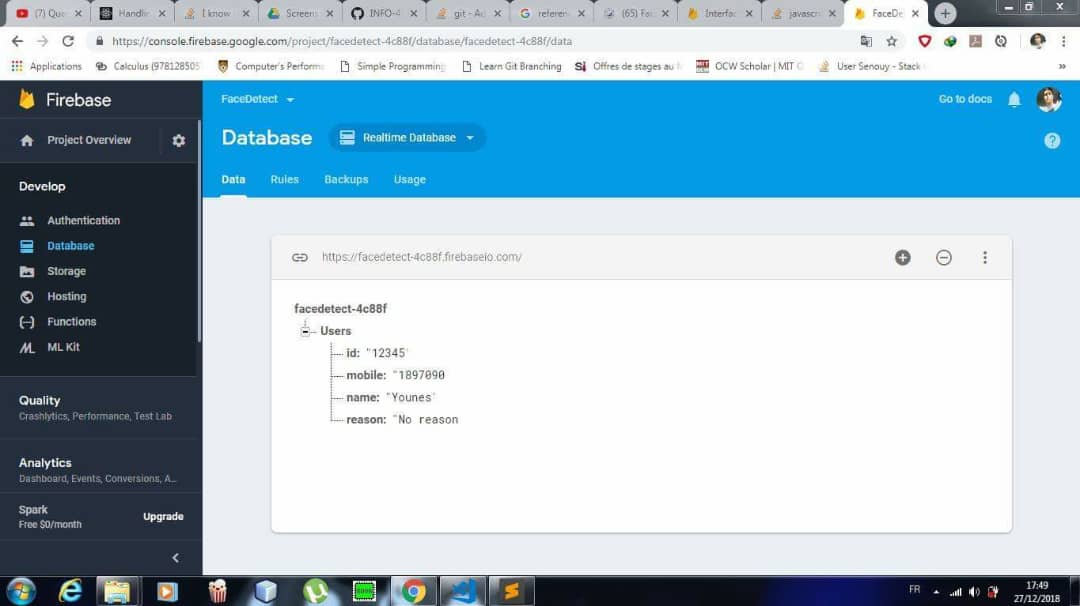 (7) Que
Handlin
I know
Screens
INFO-4
git - Ad
referen
(65) Fac
Interfac
javascri
FaceDe
https://console.firebase.google.com/project/facedetect-4c88f/database/facedetect-4c88f/data
Applications
Calculus (978128505
Computer's Perform
Simple Programming
Learn Git Branching
Offres de stages au M
OCW Scholar | MIT O
User Senouy - Stack
»
Firebase
FaceDetect
Go to docs
Project Overview
Database
Realtime Database
Data Rules Backups Usage
Develop
Authentication
Database
Storage
Hosting
Functions
ML Kit
https://facedetect-4c88f.firebaseio.com/
facedetect-4c88f
Users
id: "12345"
mobile: "1897090
name: "Younes"
reason: "No reason
Quality
Crashlytics, Performance, Test Lab
Analytics
Dashboard, Events, Conversions, A...
Spark
Free $0/month
Upgrade
FR
17:49
27/12/2018